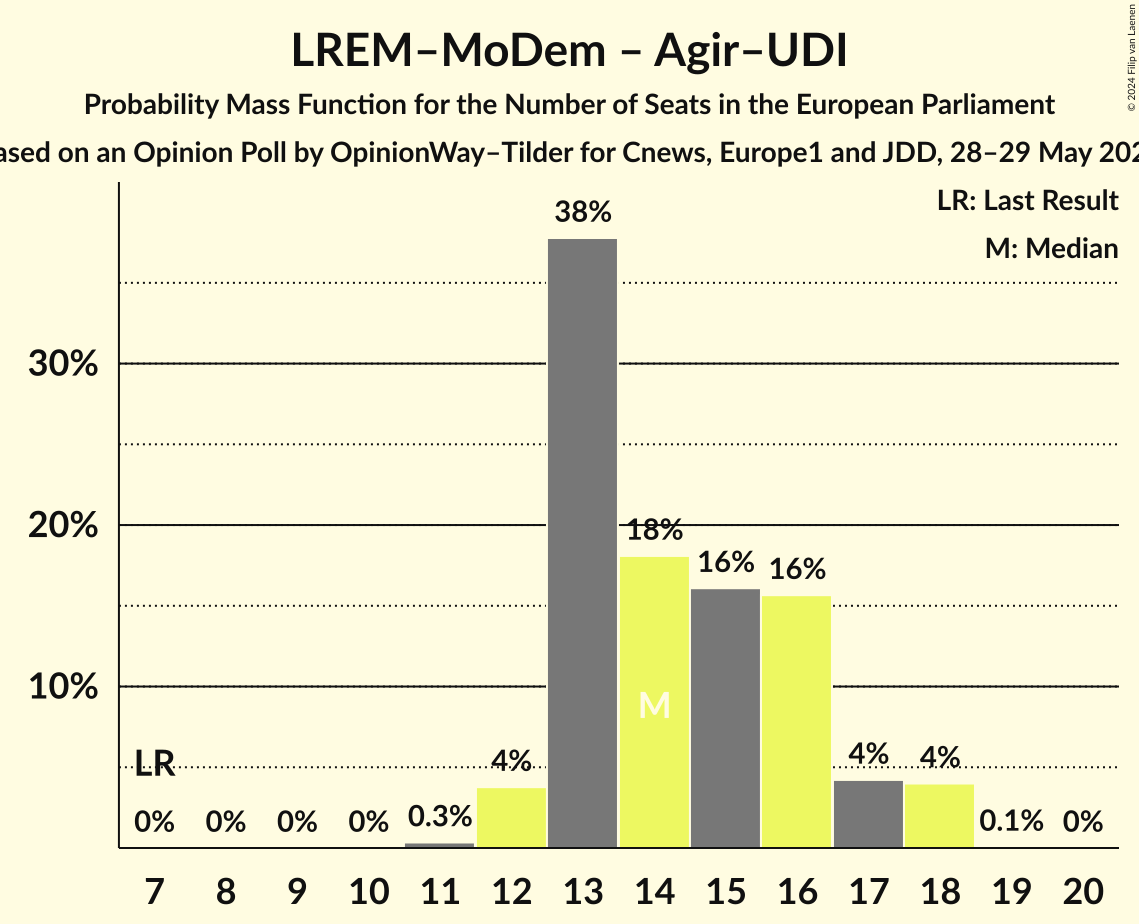 LREM–MoDem – Agir–UDI
Probability Mass Function for the Number of Seats in the European Parliament
ased on an Opinion Poll by OpinionWay–Tilder for Cnews, Europe1 and JDD, 28–29 May 202
© 2024 Filip van Laenen
LR: Last Result
M: Median
38%
30%
20%
18%
16%
16%
10%
M
LR
4%
4%
4%
0%
0%
0%
0%
0.3%
0.1%
0%
7 8 9 10 11 12 13 14 15 16 17 18 19 20